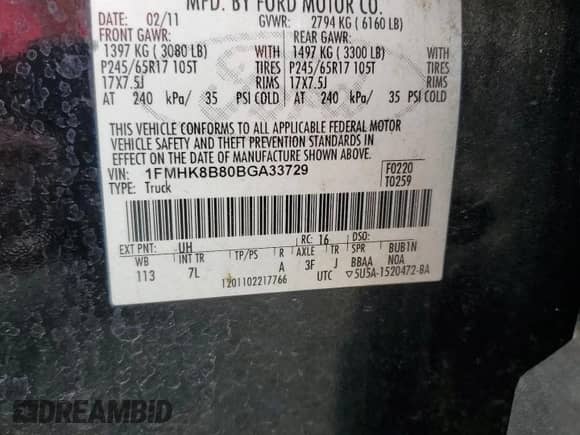 MFD. BY FORD MOTOR CO.
DATE: 02/11 GVWR: 2794 KG ( 6160 LB)
FRONT GAWR: REAR GAWR:
1397 KG ( 3080 LB) WITH 1497 KG ( 3300 LB) WITH
P245/65R17 105T TIRES P245/65R17 105T TIRES
17X7.5J RIMS 17X7.5J RIMS
AT 240 kPa/ 35 PSI COLD AT 240 kPa/ 35 PSI COLD
THIS VEHICLE CONFORMS TO ALL APPLICABLE FEDERAL MOTOR
VEHICLE SAFETY AND THEFT PREVENTION STANDARDS IN
EFFECT ON THE DATE OF MANUFACTURE SHOWN ABOVE.
VIN: 1FMHK8B80BGA33729 F0220
TYPE: Truck T0259
EXT PNT: UH RC: 16 DSO:
WB INT TR TP/PS R AXLE TR SPR BUB1N
113 7L A 3F J BBAA N0A
1201102217766 UTC ▽5U5A-1520472-BA
DREAMBID